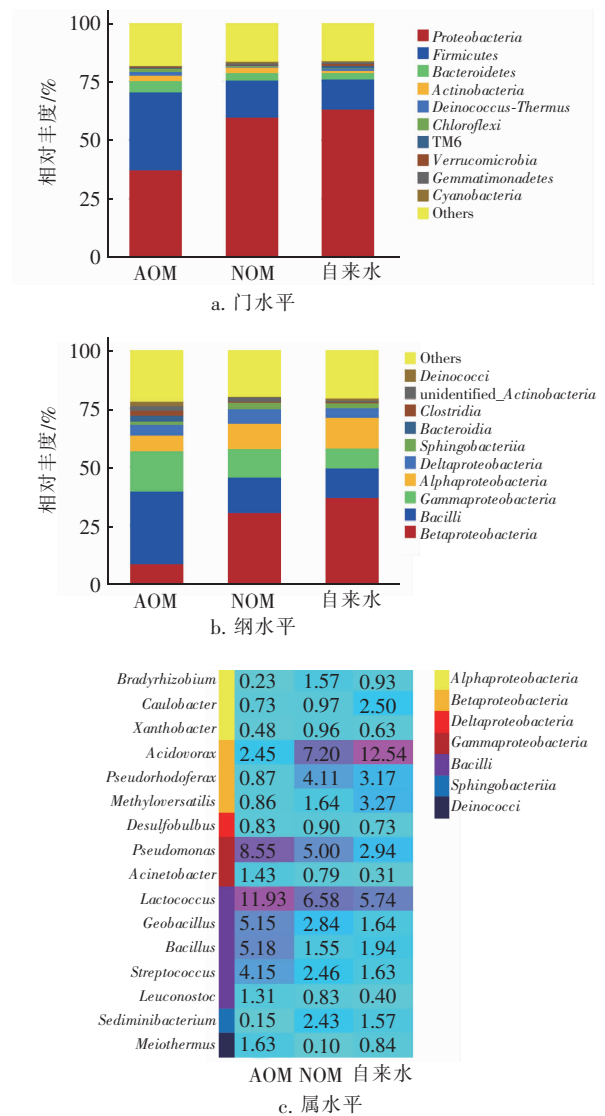 100
75
50
25
0
相对丰度/%
AOM NOM 自来水
Proteobacteria
Firmicutes
Bacteroidetes
Actinobacteria
Deinococcus-Thermus
Chloroflexi
TM6
Verrucomicrobia
Gemmatimonadetes
Cyanobacteria
Others
a. 门水平
100
75
50
25
0
相对丰度/%
AOM NOM 自来水
Others
Deinococci
unidentified_Actinobacteria
Clostridia
Bacteroidia
Sphingobacteriia
Deltaproteobacteria
Alphaproteobacteria
Gammaproteobacteria
Bacilli
Betaproteobacteria
b. 纲水平
Bradyrhizobium 0.23 1.57 0.93
Caulobacter 0.73 0.97 2.50
Xanthobacter 0.48 0.96 0.63
Acidovorax 2.45 7.20 12.54
Pseudorhodoferax 0.87 4.11 3.17
Methyloversatilis 0.86 1.64 3.27
Desulfobulbus 0.83 0.90 0.73
Pseudomonas 8.55 5.00 2.94
Acinetobacter 1.43 0.79 0.31
Lactococcus 11.93 6.58 5.74
Geobacillus 5.15 2.84 1.64
Bacillus 5.18 1.55 1.94
Streptococcus 4.15 2.46 1.63
Leuconostoc 1.31 0.83 0.40
Sediminibacterium 0.15 2.43 1.57
Meiothermus 1.63 0.10 0.84
AOM NOM 自来水
Alphaproteobacteria
Betaproteobacteria
Deltaproteobacteria
Gammaproteobacteria
Bacilli
Sphingobacteriia
Deinococci
c. 属水平